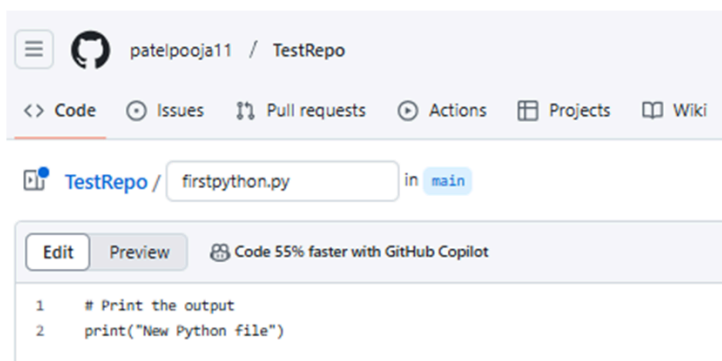 patelpooja11 / TestRepo
<> Code Issues Pull requests Actions Projects Wiki
TestRepo / firstpython.py in main
Edit Preview Code 55% faster with GitHub Copilot
1 # Print the output
2 print("New Python file")